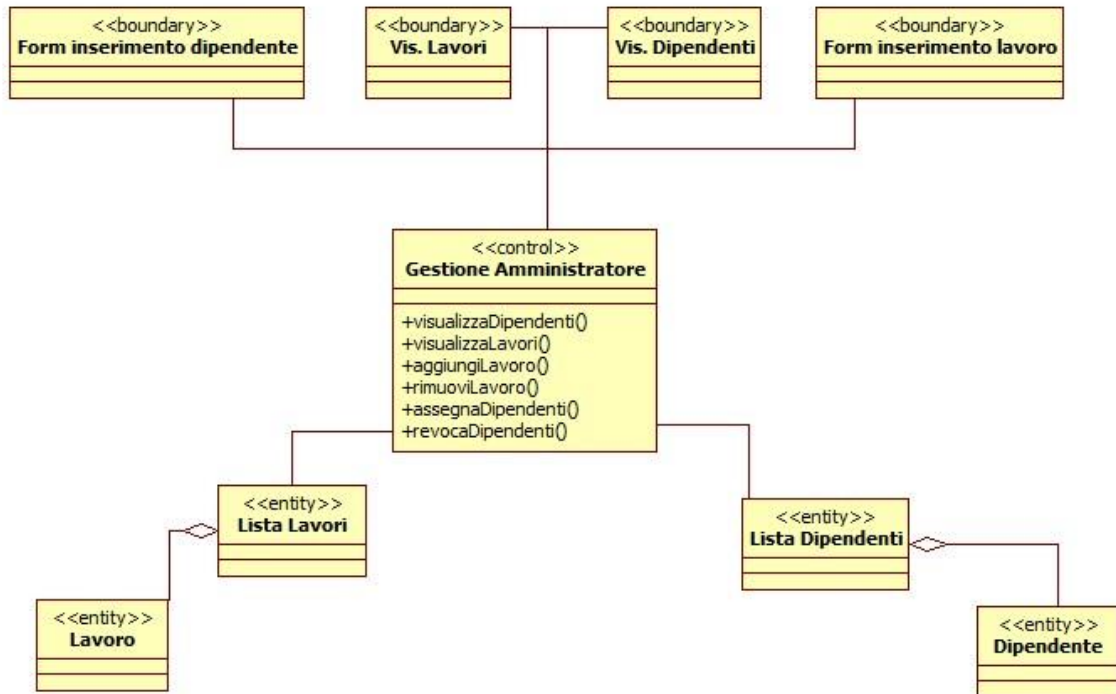 <<boundary>>
Form inserimento dipendente
<<boundary>>
Vis. Lavori
<<boundary>>
Vis. Dipendenti
<<boundary>>
Form inserimento lavoro
<<control>>
Gestione Amministratore
+visualizzaDipendenti()
+visualizzaLavori()
+aggiungiLavoro()
+rimuoviLavoro()
+assegnaDipendenti()
+revocaDipendenti()
<<entity>>
Lista Lavori
<<entity>>
Lista Dipendenti
<<entity>>
Lavoro
<<entity>>
Dipendente